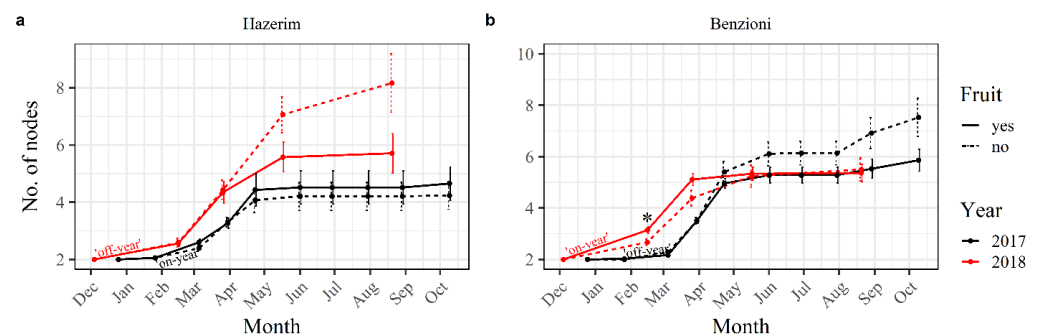 a
Hazerim
No. of nodes
8
6
4
2
'off-year'
'on-year'
Dec Jan Feb Mar Apr May Jun Jul Aug Sep Oct
Month
b
Benzioni
10
8
6
4
2
*
'on-year'
'off-year'
Dec Jan Feb Mar Apr May Jun Jul Aug Sep Oct
Month
Fruit
yes
no
Year
2017
2018